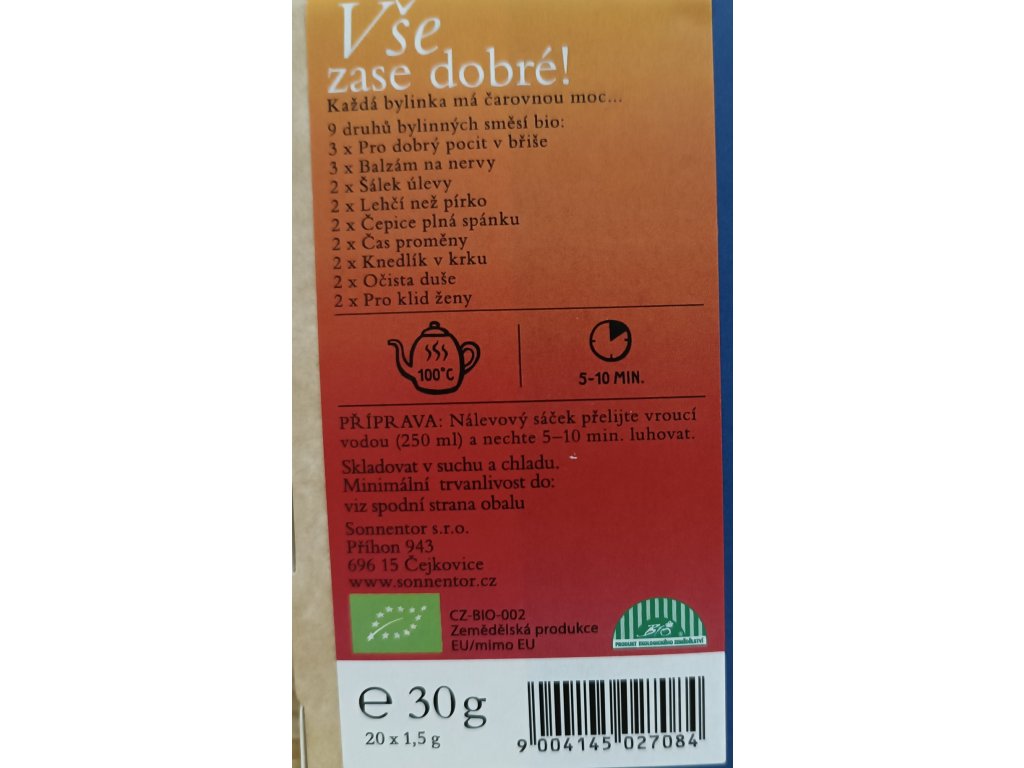 Vše
zase dobré!
Každá bylinka má čarovnou moc...
9 druhů bylinných směsí bio:
3 x Pro dobrý pocit v břiše
3 x Balzám na nervy
2 x Šálek úlevy
2 x Lehčí než pírko
2 x Čepice plná spánku
2 x Čas proměny
2 x Knedlík v krku
2 x Očista duše
2 x Pro klid ženy
100°C
5-10 MIN.
PŘÍPRAVA: Nálevový sáček přelijte vroucí
vodou (250 ml) a nechte 5–10 min. luhovat.
Skladovat v suchu a chladu.
Minimální trvanlivost do:
viz spodní strana obalu
Sonnentor s.r.o.
Příhon 943
696 15 Čejkovice
www.sonnentor.cz
CZ-BIO-002
Zemědělská produkce
EU/mimo EU
BIO
PRODUKT EKOLOGICKÉHO ZEMĚDĚLSTVÍ
℮ 30g
20 x 1,5 g
9 004145 027084